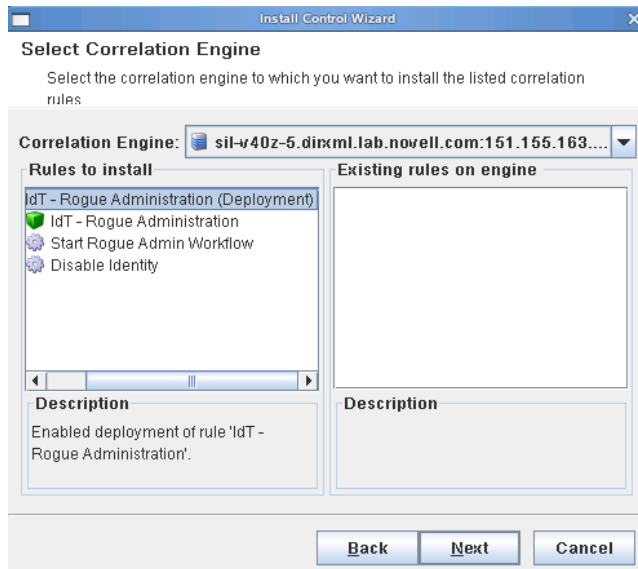 Install Control Wizard
Select Correlation Engine
Select the correlation engine to which you want to install the listed correlation
rules
Correlation Engine: sil-v40z-5.dirxml.lab.novell.com:151.155.163....
Rules to install
IdT - Rogue Administration (Deployment)
IdT - Rogue Administration
Start Rogue Admin Workflow
Disable Identity
Description
Enabled deployment of rule 'IdT -
Rogue Administration'.
Existing rules on engine
Description
Back
Next
Cancel